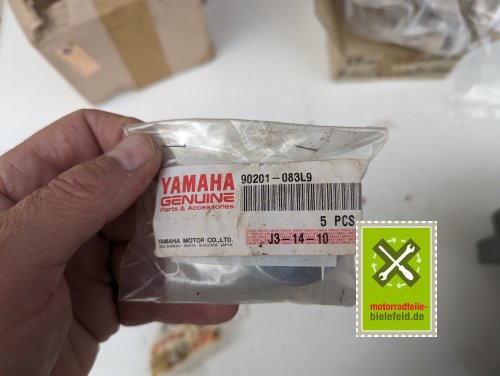 YAMAHA
GENUINE
Parts & Accessories
YAMAHA MOTOR CO., LTD.
90201-083L9
5 PCS
J3-14-10
motorradteile-
bielefeld.de